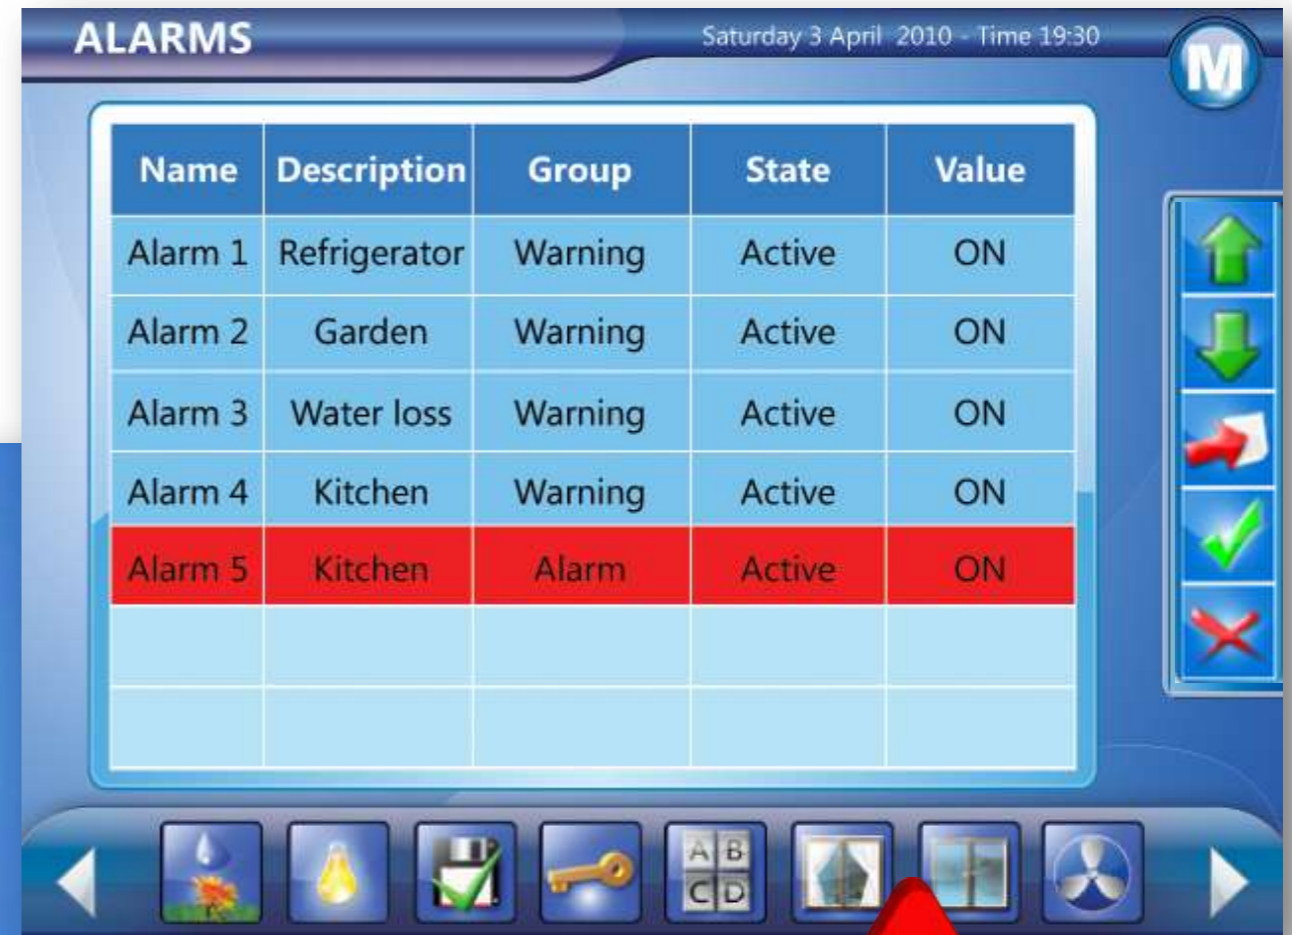 ALARMS
Saturday 3 April 2010 - Time 19:30
M
Name Description Group State Value
Alarm 1 Refrigerator Warning Active ON
Alarm 2 Garden Warning Active ON
Alarm 3 Water loss Warning Active ON
Alarm 4 Kitchen Warning Active ON
Alarm 5 Kitchen Alarm Active ON
A B
C D